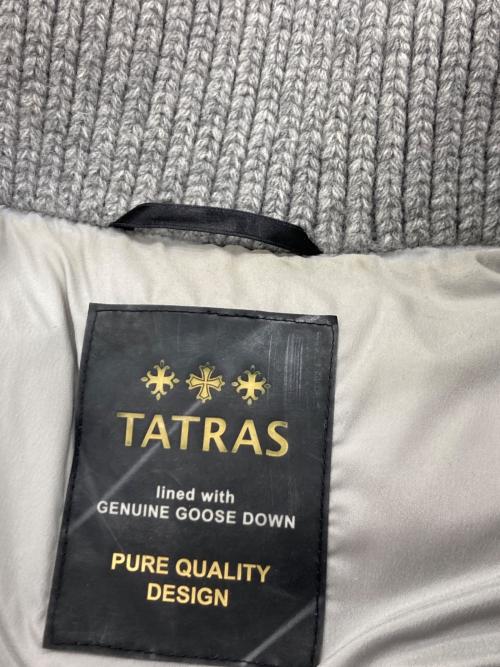 TATRAS
lined with
GENUINE GOOSE DOWN
PURE QUALITY
DESIGN